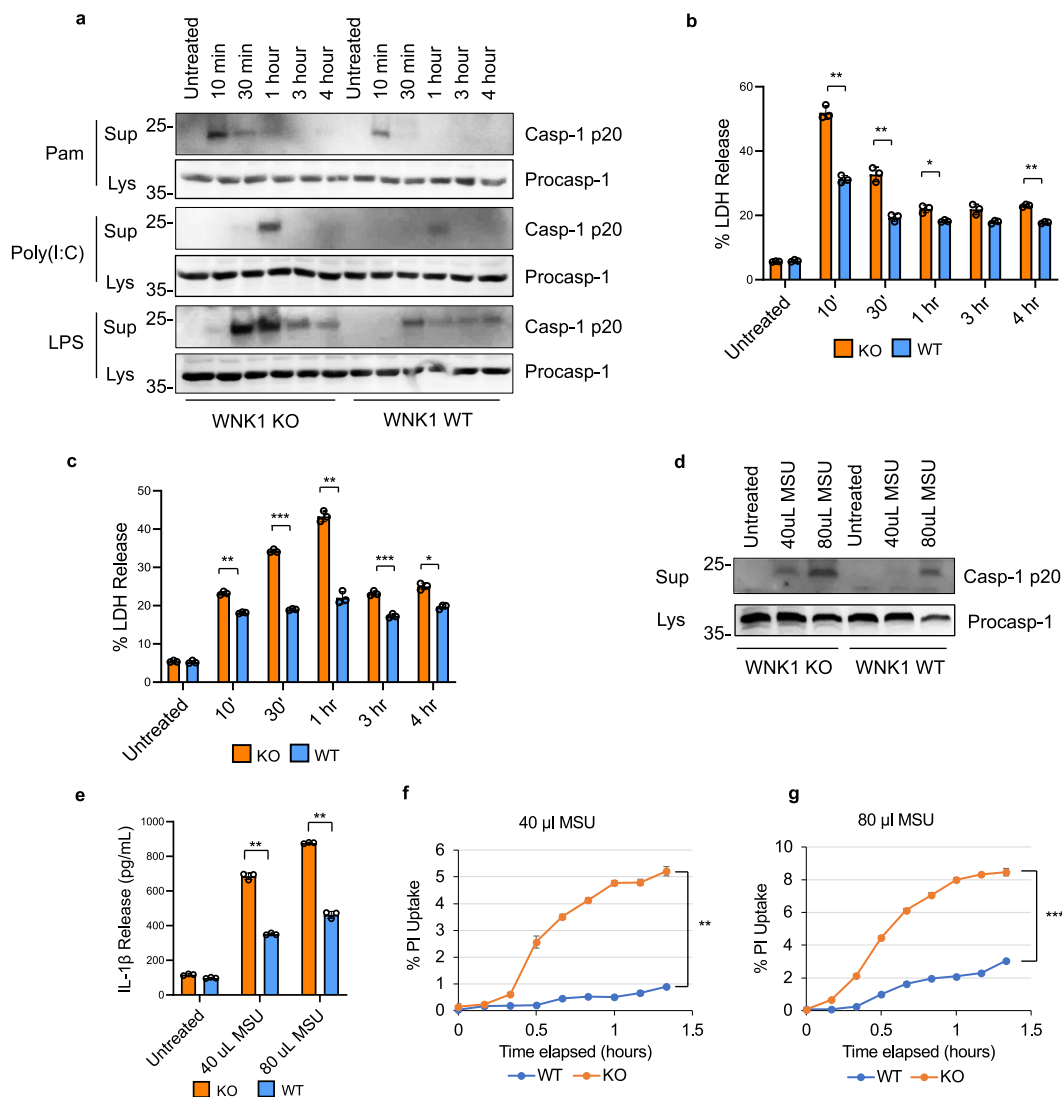 a
Untreated 10 min 30 min 1 hour 3 hour 4 hour Untreated 10 min 30 min 1 hour 3 hour 4 hour
Pam
Sup 25- Casp-1 p20
Lys 35- Procasp-1
Poly(I:C)
Sup 25- Casp-1 p20
Lys 35- Procasp-1
LPS
Sup 25- Casp-1 p20
Lys 35- Procasp-1
WNK1 KO WNK1 WT
b
% LDH Release
60
40
20
0
** ** * **
Untreated 10' 30' 1 hr 3 hr 4 hr
KO WT
c
% LDH Release
50
40
30
20
10
0
** *** ** *** *
Untreated 10' 30' 1 hr 3 hr 4 hr
KO WT
d
Untreated 40uL MSU 80uL MSU Untreated 40uL MSU 80uL MSU
Sup 25- Casp-1 p20
Lys 35- Procasp-1
WNK1 KO WNK1 WT
e
IL-1β Release (pg/mL)
1000
800
600
400
200
0
** **
Untreated 40 uL MSU 80 uL MSU
KO WT
f
40 µl MSU
% PI Uptake
6
5
4
3
2
1
0
**
0 0.5 1 1.5
Time elapsed (hours)
WT KO
g
80 µl MSU
% PI Uptake
10
8
6
4
2
0
***
0 0.5 1 1.5
Time elapsed (hours)
WT KO